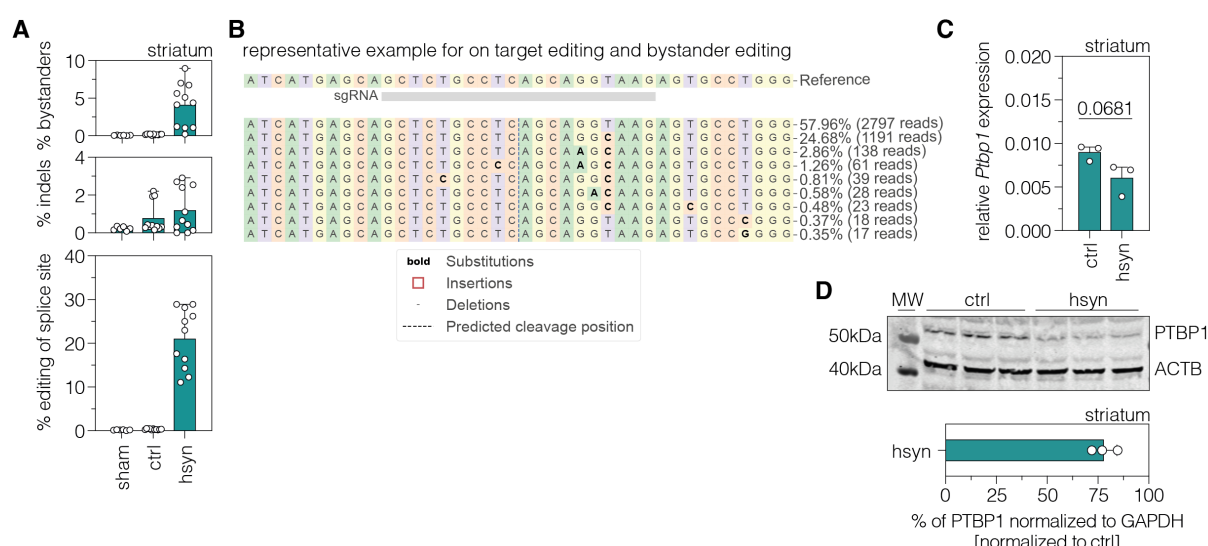 A
striatum
% bystanders
10
5
0
% indels
4
2
0
% editing of splice site
40
30
20
10
0
sham
ctrl
hsyn
B
representative example for on target editing and bystander editing
A T C A T G A G C A G C T C T G C C T C A G C A G G T A A G A G T G C C T G G G Reference
sgRNA
A T C A T G A G C A G C T C T G C C T C A G C A G G T A A G A G T G C C T G G G 57.96% (2797 reads)
A T C A T G A G C A G C T C T G C C T C A G C A G G C A A G A G T G C C T G G G 24.68% (1191 reads)
A T C A T G A G C A G C T C T G C C T C A G C A A G C A A G A G T G C C T G G G 2.86% (138 reads)
A T C A T G A G C A G C T C T G C C C C A G C A A G C A A G A G T G C C T G G G 1.26% (61 reads)
A T C A T G A G C A G C T C C G C C T C A G C A G G C A A G A G T G C C T G G G 0.81% (39 reads)
A T C A T G A G C A G C T C T G C C T C A G C A G A C A A G A G T G C C T G G G 0.58% (28 reads)
A T C A T G A G C A G C T C T G C C T C A G C A G G C A A G A G C G C C T G G G 0.48% (23 reads)
A T C A T G A G C A G C T C T G C C T C A G C A G G T A A G A G T G C C C G G G 0.37% (18 reads)
A T C A T G A G C A G C T C T G C C T C A G C A G G T A A G A G T G C C G G G G 0.35% (17 reads)
bold Substitutions
Insertions
- Deletions
Predicted cleavage position
C
striatum
relative Ptbp1 expression
0.020
0.015
0.010
0.005
0.000
0.0681
ctrl
hsyn
D
MW ctrl hsyn
50kDa PTBP1
40kDa ACTB
striatum
hsyn
0 25 50 75 100
% of PTBP1 normalized to GAPDH
[normalized to ctrl]